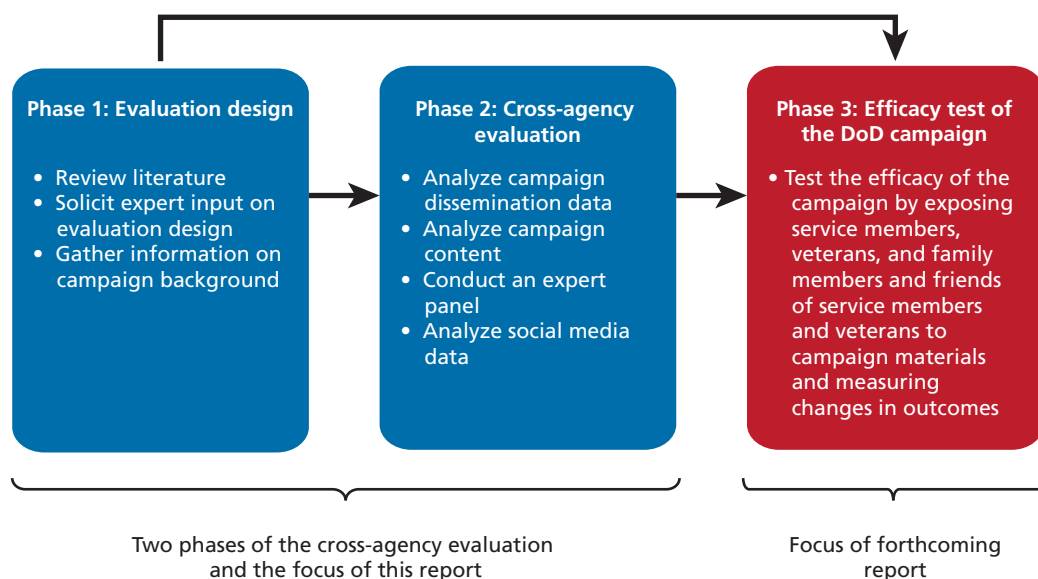 Phase 1: Evaluation design
• Review literature
• Solicit expert input on
evaluation design
• Gather information on
campaign background
Phase 2: Cross-agency
evaluation
• Analyze campaign
dissemination data
• Analyze campaign
content
• Conduct an expert
panel
• Analyze social media
data
Phase 3: Efficacy test of
the DoD campaign
• Test the efficacy of the
campaign by exposing
service members,
veterans, and family
members and friends
of service members
and veterans to
campaign materials
and measuring
changes in outcomes
Two phases of the cross-agency evaluation
and the focus of this report
Focus of forthcoming
report